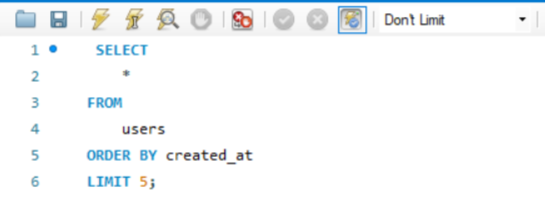 Don't Limit
1 SELECT
2 *
3 FROM
4 users
5 ORDER BY created_at
6 LIMIT 5;